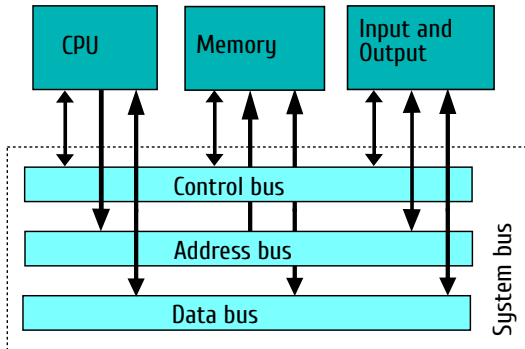 CPU
Memory
Input and
Output
Control bus
Address bus
Data bus
System bus